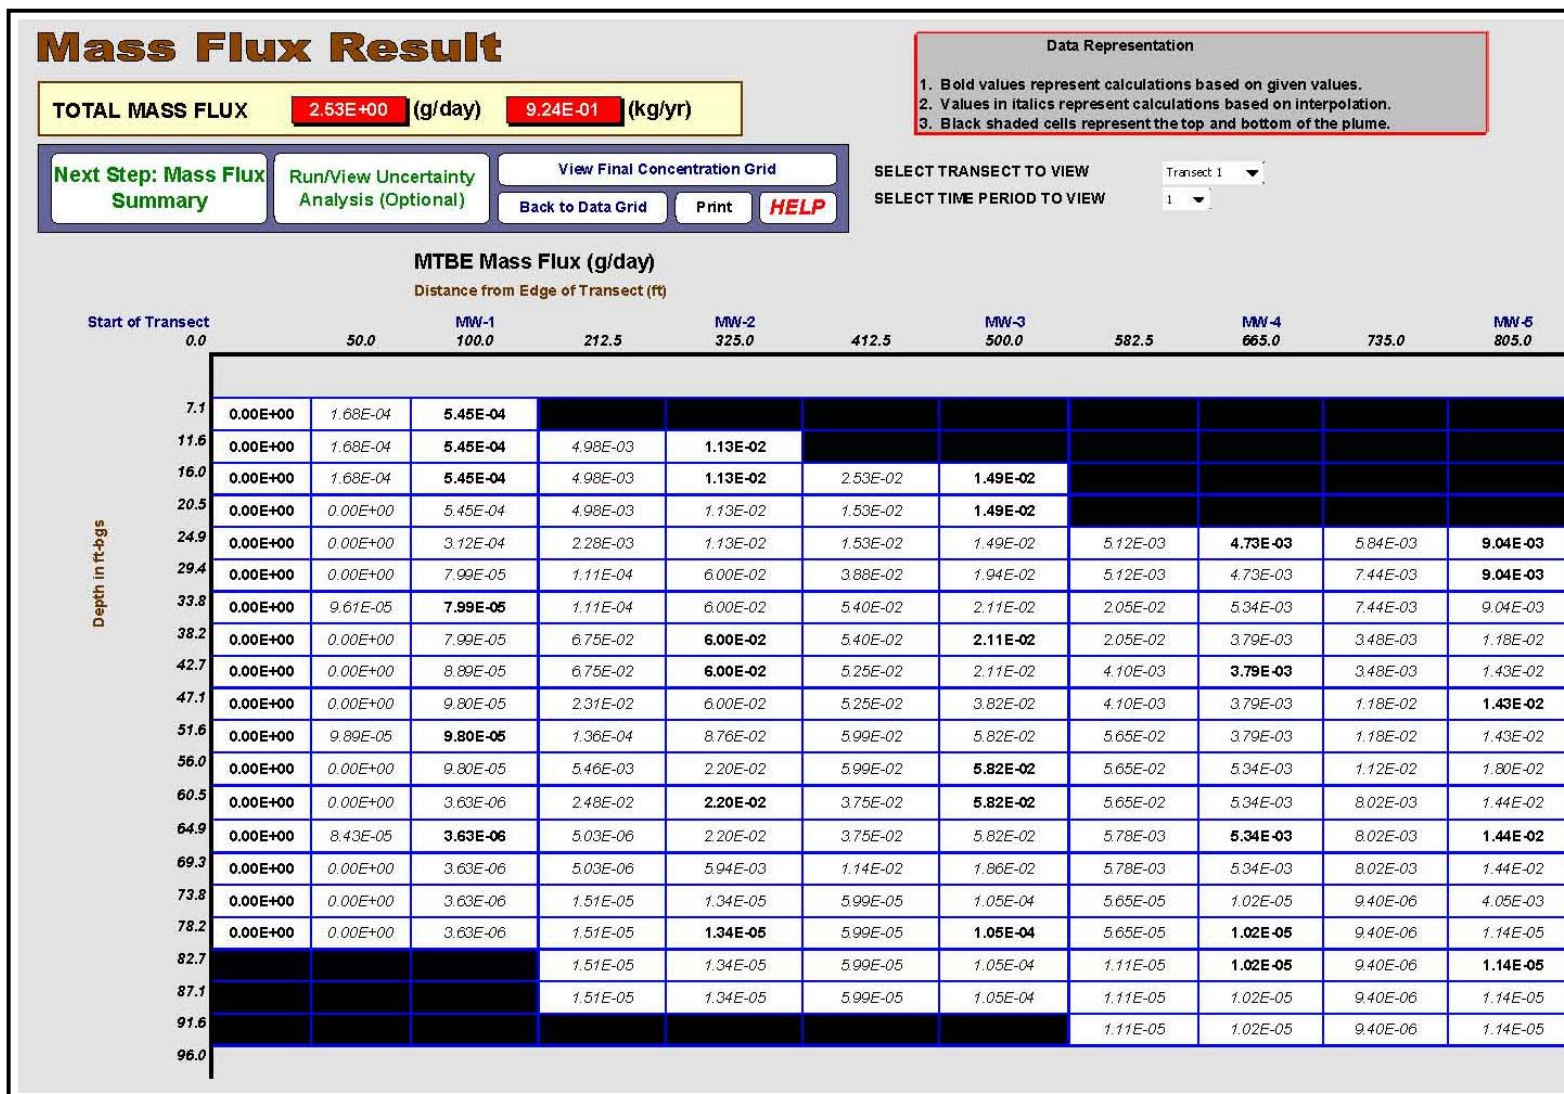 Mass Flux Result
TOTAL MASS FLUX 2.53E+00 (g/day) 9.24E-01 (kg/yr)
Data Representation
1. Bold values represent calculations based on given values.
2. Values in italics represent calculations based on interpolation.
3. Black shaded cells represent the top and bottom of the plume.
Next Step: Mass Flux
Summary
Run/View Uncertainty
Analysis (Optional)
View Final Concentration Grid
Back to Data Grid Print HELP
SELECT TRANSECT TO VIEW Transect 1
SELECT TIME PERIOD TO VIEW 1
MTBE Mass Flux (g/day)
Distance from Edge of Transect (ft)
Start of Transect MW-1 MW-2 MW-3 MW-4 MW-5
0.0 50.0 100.0 212.5 325.0 412.5 500.0 582.5 665.0 735.0 805.0
Depth in ft-bgs
7.1 0.00E+00 1.68E-04 5.45E-04
11.6 0.00E+00 1.68E-04 5.45E-04 4.98E-03 1.13E-02
16.0 0.00E+00 1.68E-04 5.45E-04 4.98E-03 1.13E-02 2.53E-02 1.49E-02
20.5 0.00E+00 0.00E+00 5.45E-04 4.98E-03 1.13E-02 1.53E-02 1.49E-02
24.9 0.00E+00 0.00E+00 3.12E-04 2.28E-03 1.13E-02 1.53E-02 1.49E-02 5.12E-03 4.73E-03 5.84E-03 9.04E-03
29.4 0.00E+00 0.00E+00 7.99E-05 1.11E-04 6.00E-02 3.88E-02 1.94E-02 5.12E-03 4.73E-03 7.44E-03 9.04E-03
33.8 0.00E+00 9.61E-05 7.99E-05 1.11E-04 6.00E-02 5.40E-02 2.11E-02 2.05E-02 5.34E-03 7.44E-03 9.04E-03
38.2 0.00E+00 0.00E+00 7.99E-05 6.75E-02 6.00E-02 5.40E-02 2.11E-02 2.05E-02 3.79E-03 3.48E-03 1.18E-02
42.7 0.00E+00 0.00E+00 8.89E-05 6.75E-02 6.00E-02 5.25E-02 2.11E-02 4.10E-03 3.79E-03 3.48E-03 1.43E-02
47.1 0.00E+00 0.00E+00 9.80E-05 2.31E-02 6.00E-02 5.25E-02 3.82E-02 4.10E-03 3.79E-03 1.18E-02 1.43E-02
51.6 0.00E+00 9.89E-05 9.80E-05 1.36E-04 8.76E-02 5.99E-02 5.82E-02 5.65E-02 3.79E-03 1.18E-02 1.43E-02
56.0 0.00E+00 0.00E+00 9.80E-05 5.46E-03 2.20E-02 5.99E-02 5.82E-02 5.65E-02 5.34E-03 1.12E-02 1.80E-02
60.5 0.00E+00 0.00E+00 3.63E-06 2.48E-02 2.20E-02 3.75E-02 5.82E-02 5.65E-02 5.34E-03 8.02E-03 1.44E-02
64.9 0.00E+00 8.43E-05 3.63E-06 5.03E-06 2.20E-02 3.75E-02 5.82E-02 5.78E-03 5.34E-03 8.02E-03 1.44E-02
69.3 0.00E+00 0.00E+00 3.63E-06 5.03E-06 5.94E-03 1.14E-02 1.86E-02 5.78E-03 5.34E-03 8.02E-03 1.44E-02
73.8 0.00E+00 0.00E+00 3.63E-06 1.51E-05 1.34E-05 5.99E-05 1.05E-04 5.65E-05 1.02E-05 9.40E-06 4.05E-03
78.2 0.00E+00 0.00E+00 3.63E-06 1.51E-05 1.34E-05 5.99E-05 1.05E-04 5.65E-05 1.02E-05 9.40E-06 1.14E-05
82.7 1.51E-05 1.34E-05 5.99E-05 1.05E-04 1.11E-05 1.02E-05 9.40E-06 1.14E-05
87.1 1.51E-05 1.34E-05 5.99E-05 1.05E-04 1.11E-05 1.02E-05 9.40E-06 1.14E-05
91.6 1.11E-05 1.02E-05 9.40E-06 1.14E-05
96.0